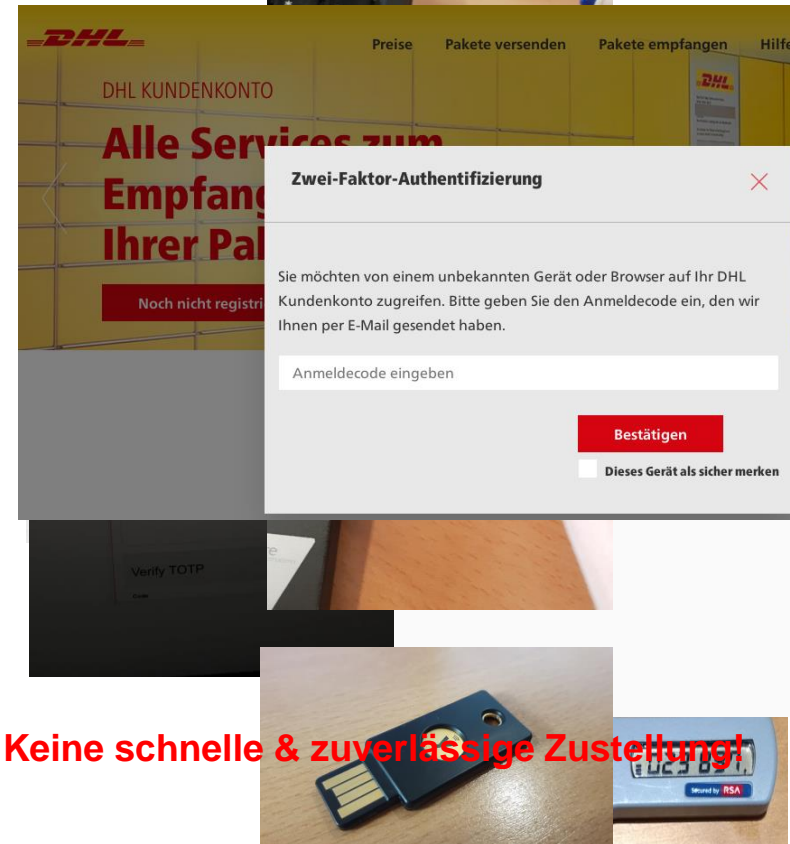 DHL
Preise Pakete versenden Pakete empfangen Hilfe
DHL
DHL KUNDENKONTO
Alle Services zum
Empfang
Ihrer Pak
Noch nicht registri
Zwei-Faktor-Authentifizierung
Sie möchten von einem unbekannten Gerät oder Browser auf Ihr DHL
Kundenkonto zugreifen. Bitte geben Sie den Anmeldecode ein, den wir
Ihnen per E-Mail gesendet haben.
Anmeldecode eingeben
Bestätigen
Dieses Gerät als sicher merken
Verify TOTP
Keine schnelle & zuverlässige Zustellung!
Secured by RSA